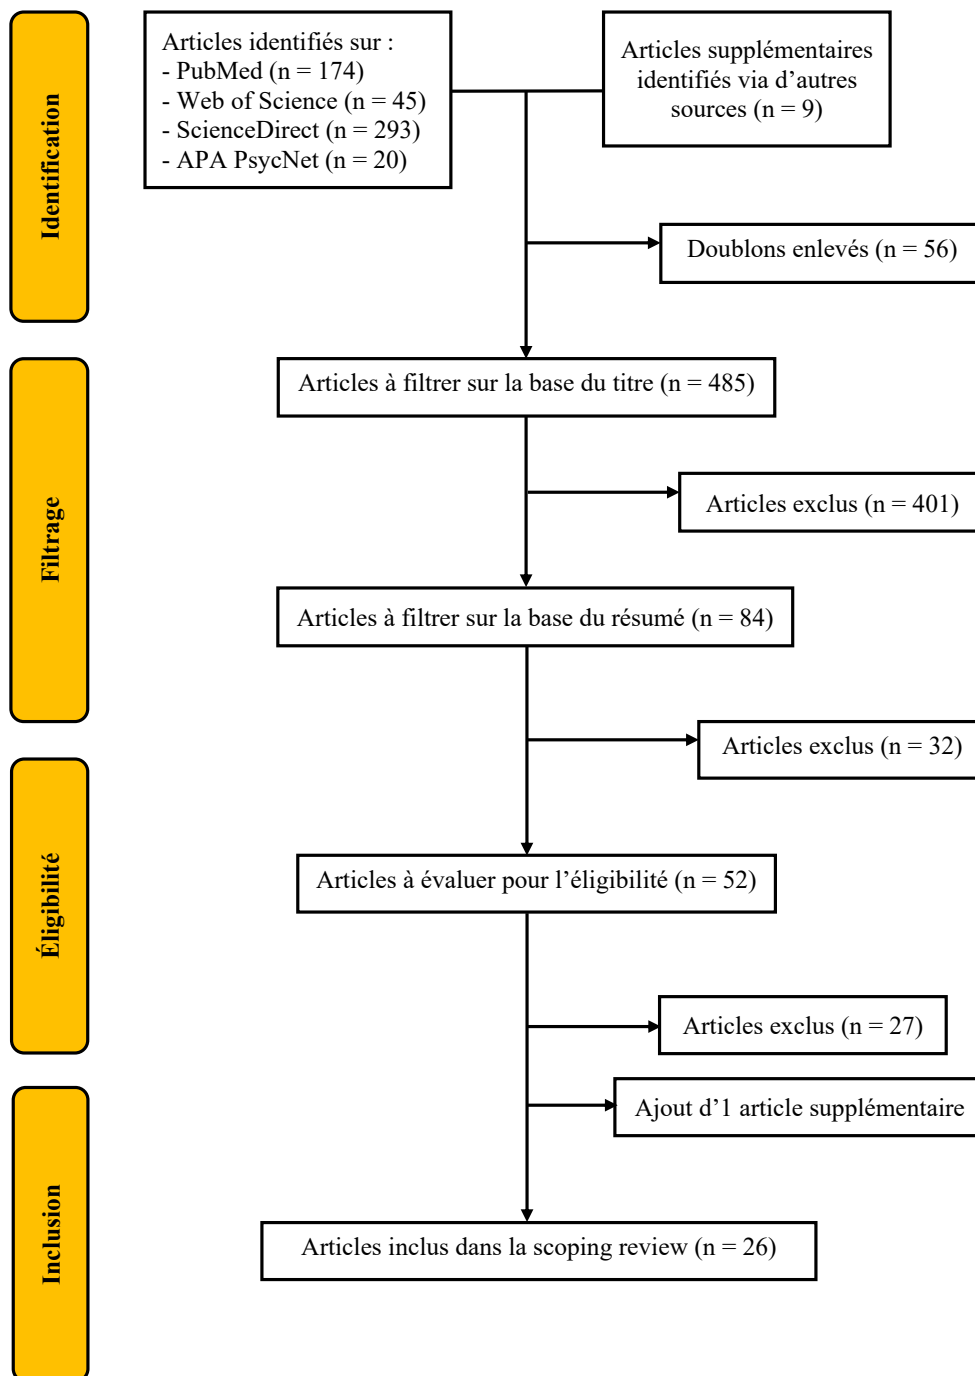 Identification
Articles identifiés sur :
- PubMed (n = 174)
- Web of Science (n = 45)
- ScienceDirect (n = 293)
- APA PsycNet (n = 20)
Articles supplémentaires
identifiés via d'autres
sources (n = 9)
Doublons enlevés (n = 56)
Filtrage
Articles à filtrer sur la base du titre (n = 485)
Articles exclus (n = 401)
Articles à filtrer sur la base du résumé (n = 84)
Articles exclus (n = 32)
Éligibilité
Articles à évaluer pour l’éligibilité (n = 52)
Articles exclus (n = 27)
Inclusion
Ajout d’1 article supplémentaire
Articles inclus dans la scoping review (n = 26)